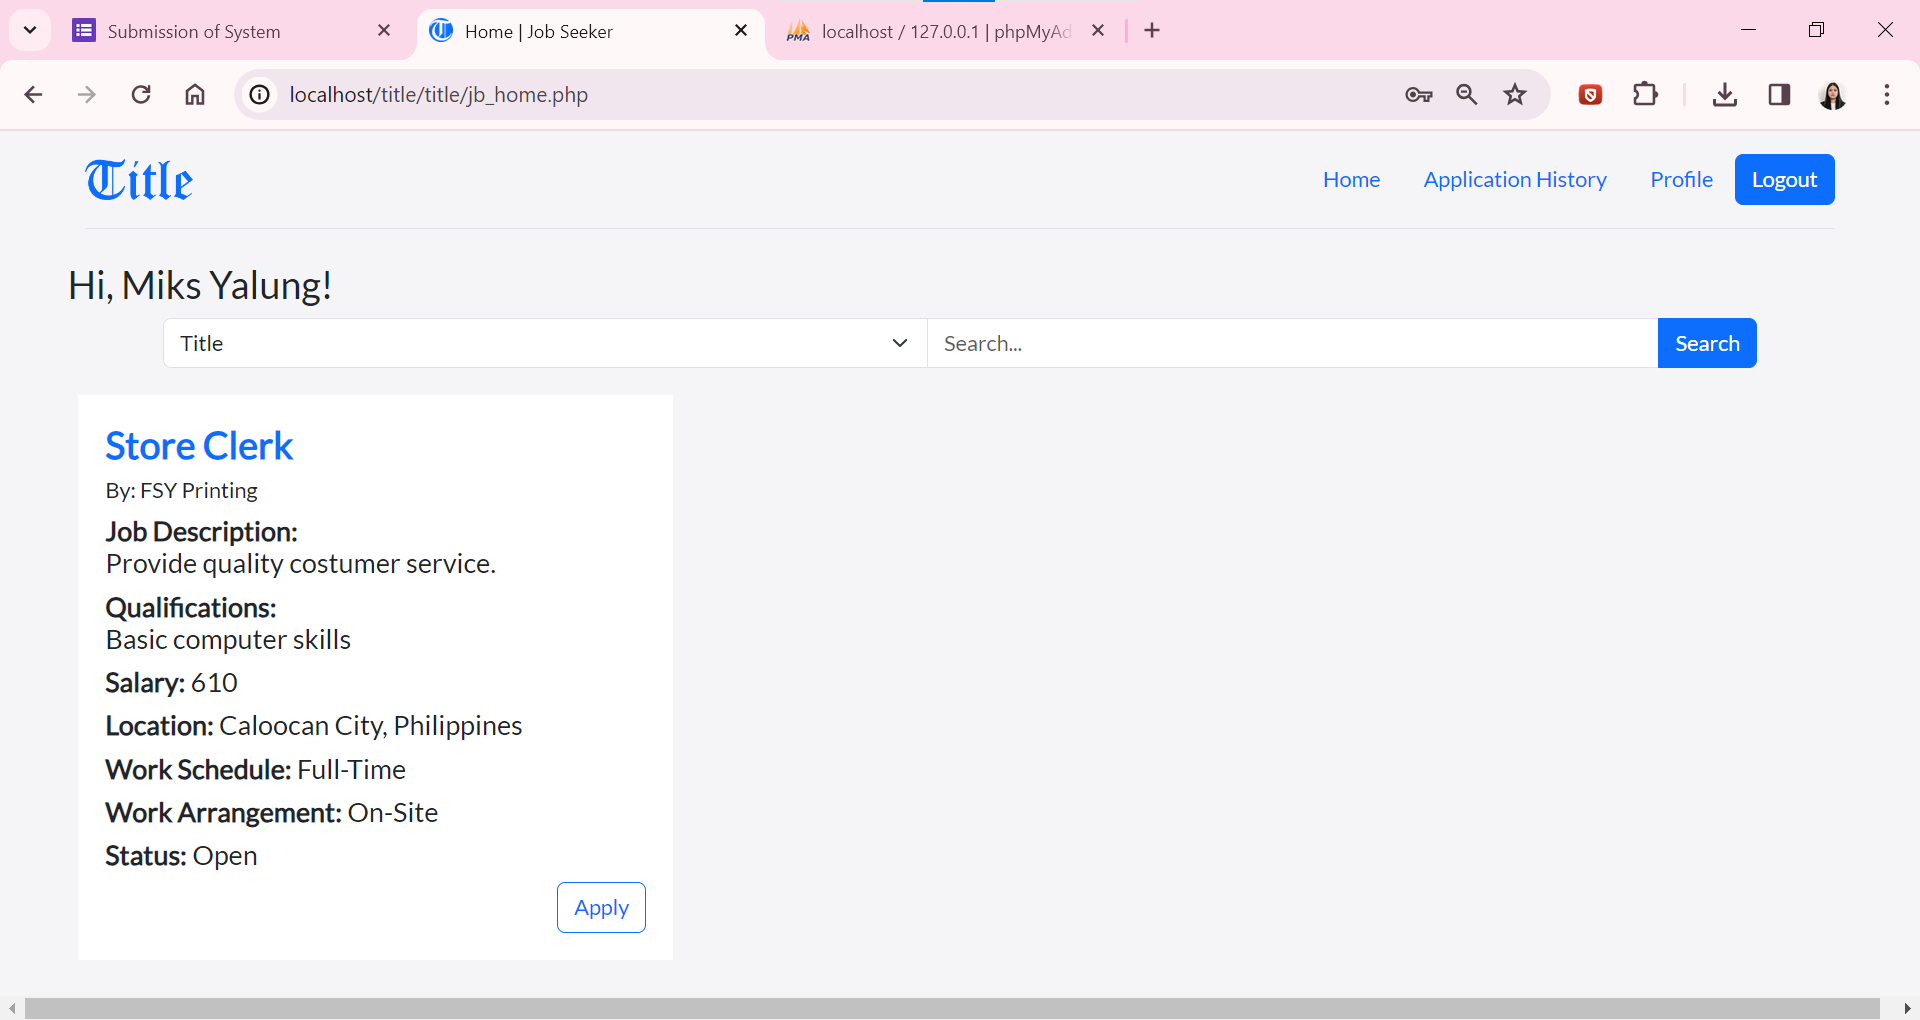 Submission of System
Home | Job Seeker
PMA
localhost / 127.0.0.1 | phpMyAd
localhost/title/title/jb_home.php
Title
Home
Application History
Profile
Logout
Hi, Miks Yalung!
Title
Search...
Search
Store Clerk
By: FSY Printing
Job Description:
Provide quality costumer service.
Qualifications:
Basic computer skills
Salary: 610
Location: Caloocan City, Philippines
Work Schedule: Full-Time
Work Arrangement: On-Site
Status: Open
Apply